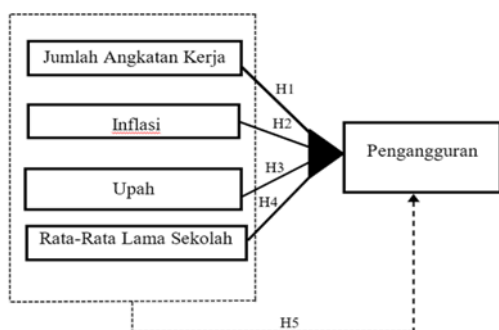 Jumlah Angkatan Kerja
H1
Inflasi
H2
Pengangguran
H3
Upah
H4
Rata-Rata Lama Sekolah
H5